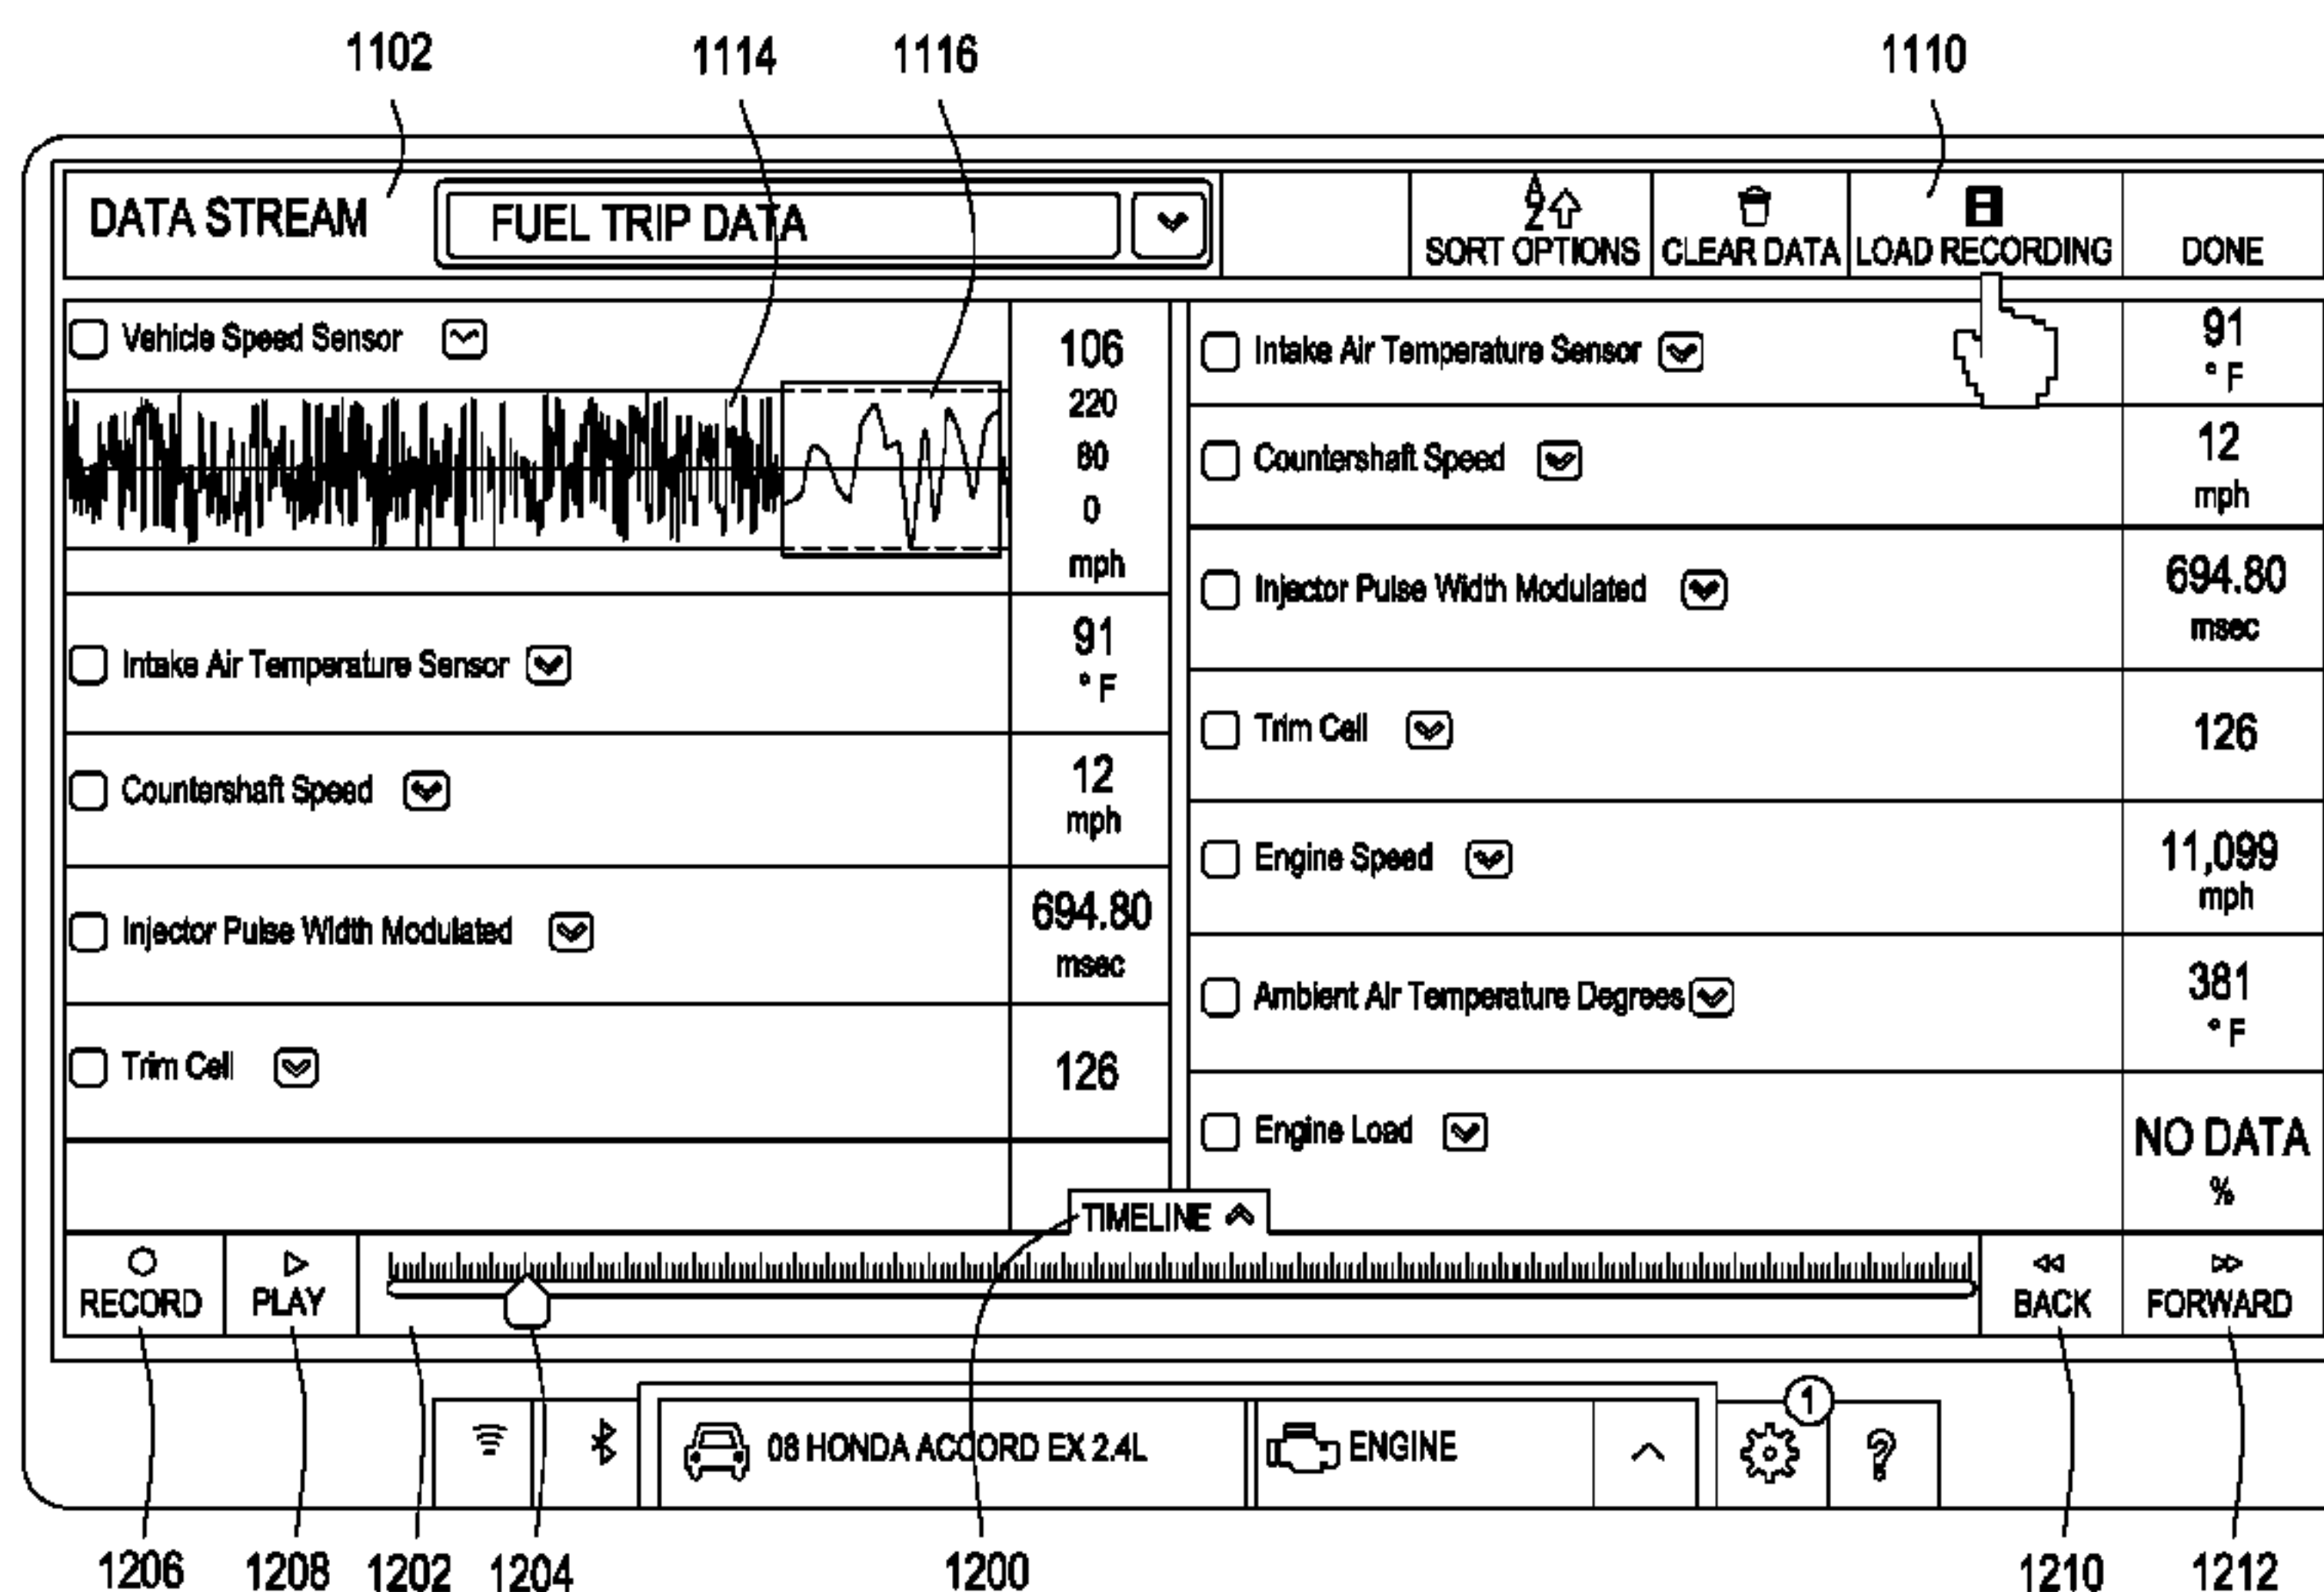 1102 1114 1116 1110
DATA STREAM FUEL TRIP DATA SORT OPTIONS CLEAR DATA LOAD RECORDING DONE
Vehicle Speed Sensor
106
220
80
0
mph
Intake Air Temperature Sensor
91
° F
Countershaft Speed
12
mph
Injector Pulse Width Modulated
694.80
msec
Trim Cell
126
Intake Air Temperature Sensor
91
° F
Countershaft Speed
12
mph
Injector Pulse Width Modulated
694.80
msec
Trim Cell
126
Engine Speed
11,099
mph
Ambient Air Temperature Degrees
381
° F
Engine Load
NO DATA
%
TIMELINE
RECORD PLAY BACK FORWARD
08 HONDA ACCORD EX 2.4L ENGINE 1 ?
1206 1208 1202 1204 1200 1210 1212